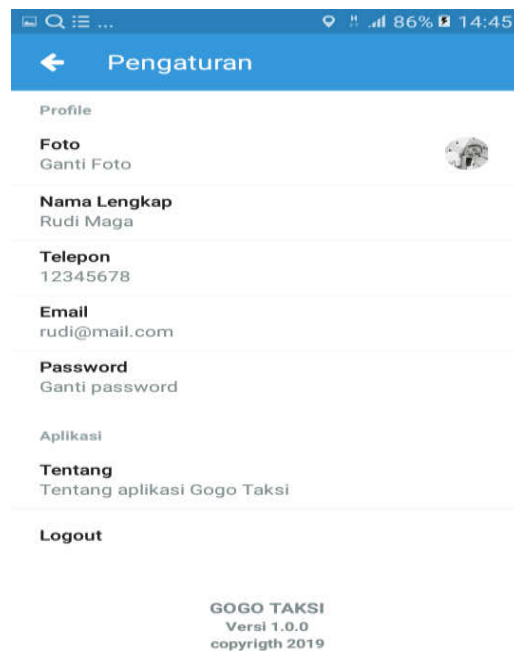 ... 86% 14:45
Pengaturan
Profile
Foto
Ganti Foto
Nama Lengkap
Rudi Maga
Telepon
12345678
Email
rudi@mail.com
Password
Ganti password
Aplikasi
Tentang
Tentang aplikasi Gogo Taksi
Logout
GOGO TAKSI
Versi 1.0.0
copyrigth 2019